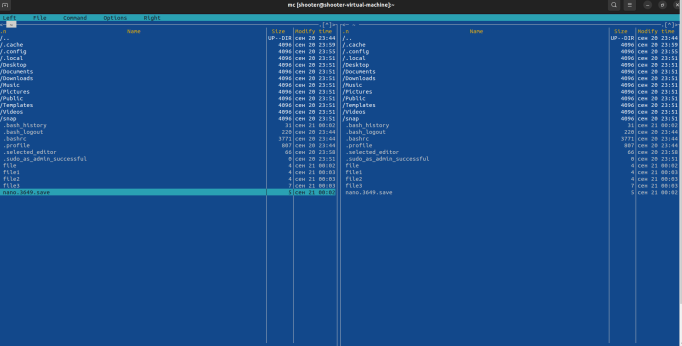 mc [shooter@shooter-virtual-machine]:~
Left File Command Options Right
<- ~ .[^]> <- ~ .[^]>
.n Name Size Modify time .n Name Size Modify time
/.. UP--DIR сен 20 23:44 /.. UP--DIR сен 20 23:44
/.cache 4096 сен 20 23:59 /.cache 4096 сен 20 23:59
/.config 4096 сен 20 23:55 /.config 4096 сен 20 23:55
/.local 4096 сен 20 23:51 /.local 4096 сен 20 23:51
/Desktop 4096 сен 20 23:51 /Desktop 4096 сен 20 23:51
/Documents 4096 сен 20 23:51 /Documents 4096 сен 20 23:51
/Downloads 4096 сен 20 23:51 /Downloads 4096 сен 20 23:51
/Music 4096 сен 20 23:51 /Music 4096 сен 20 23:51
/Pictures 4096 сен 20 23:51 /Pictures 4096 сен 20 23:51
/Public 4096 сен 20 23:51 /Public 4096 сен 20 23:51
/Templates 4096 сен 20 23:51 /Templates 4096 сен 20 23:51
/Videos 4096 сен 20 23:51 /Videos 4096 сен 20 23:51
/snap 4096 сен 20 23:51 /snap 4096 сен 20 23:51
.bash_history 31 сен 21 00:02 .bash_history 31 сен 21 00:02
.bash_logout 220 сен 20 23:44 .bash_logout 220 сен 20 23:44
.bashrc 3771 сен 20 23:44 .bashrc 3771 сен 20 23:44
.profile 807 сен 20 23:44 .profile 807 сен 20 23:44
.selected_editor 66 сен 20 23:58 .selected_editor 66 сен 20 23:58
.sudo_as_admin_successful 0 сен 20 23:51 .sudo_as_admin_successful 0 сен 20 23:51
file 4 сен 21 00:02 file 4 сен 21 00:02
file1 4 сен 21 00:03 file1 4 сен 21 00:03
file2 4 сен 21 00:03 file2 4 сен 21 00:03
file3 7 сен 21 00:03 file3 7 сен 21 00:03
nano.3649.save 5 сен 21 00:02 nano.3649.save 5 сен 21 00:02